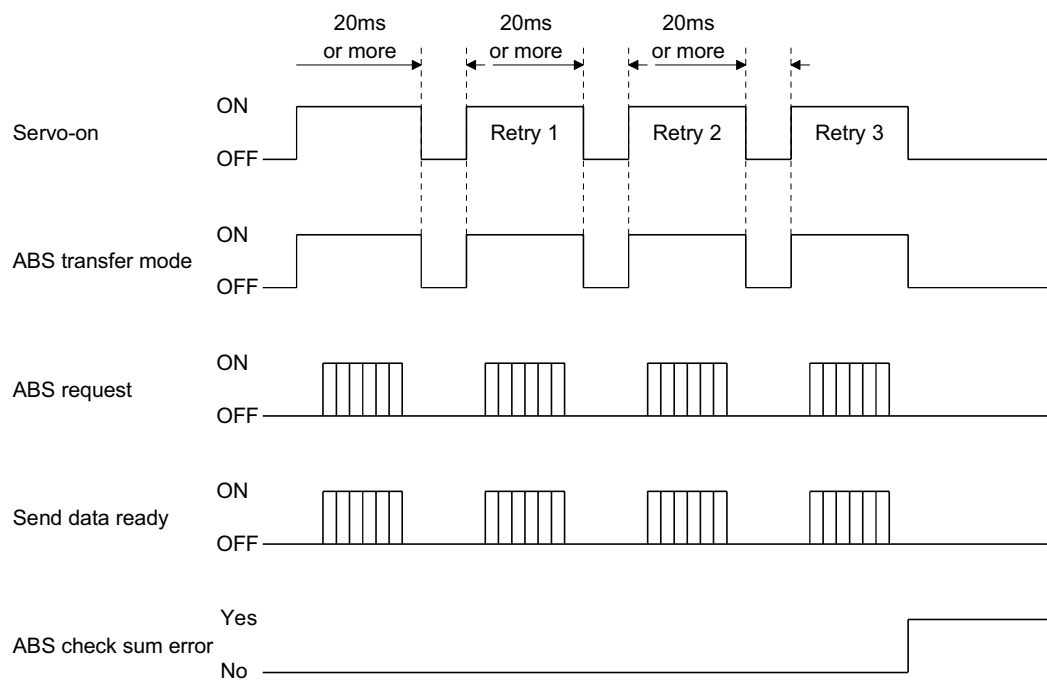 20ms 20ms 20ms
or more or more or more
ON
Servo-on Retry 1 Retry 2 Retry 3
OFF
ON
ABS transfer mode
OFF
ON
ABS request
OFF
ON
Send data ready
OFF
Yes
ABS check sum error
No